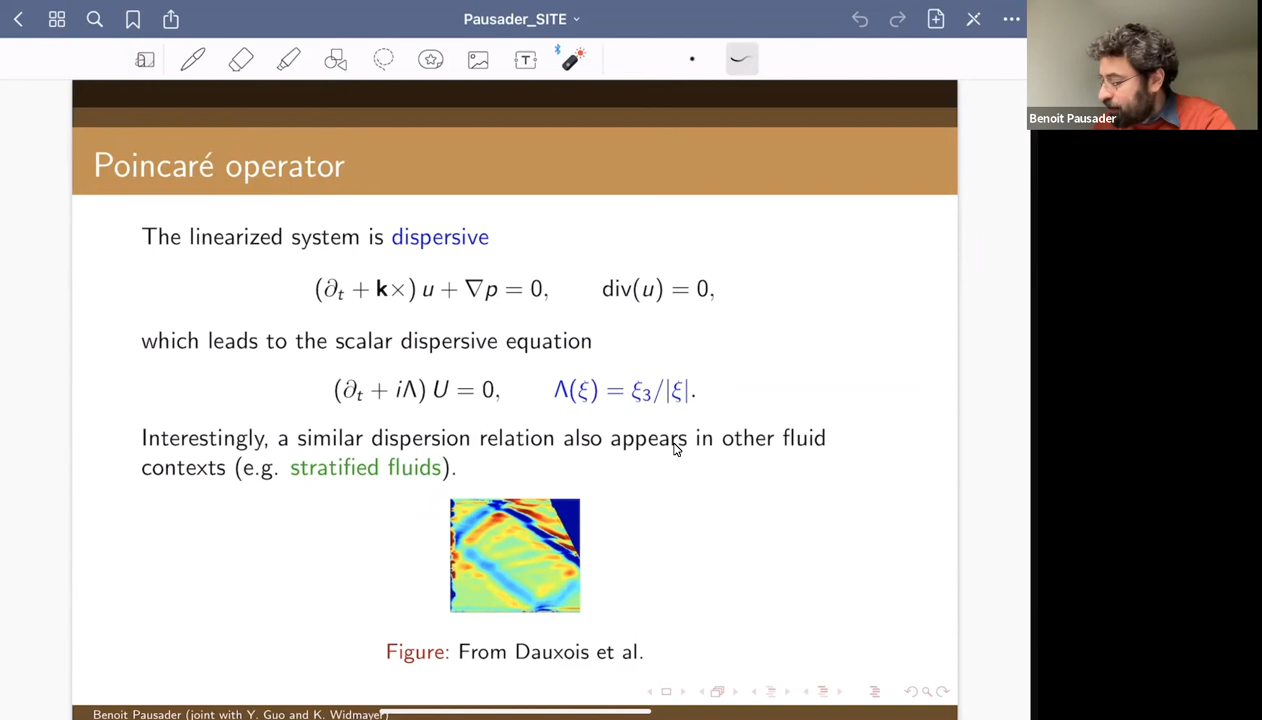 Pausader_SITE
T
Benoit Pausader
Poincaré operator
The linearized system is dispersive
(∂ₜ + k×) u + ∇p = 0, div(u) = 0,
which leads to the scalar dispersive equation
(∂ₜ + iΛ) U = 0, Λ(ξ) = ξ₃/|ξ|.
Interestingly, a similar dispersion relation also appears in other fluid
contexts (e.g. stratified fluids).
Figure: From Dauxois et al.
Benoit Pausader (joint with Y. Guo and K. Widmayer)